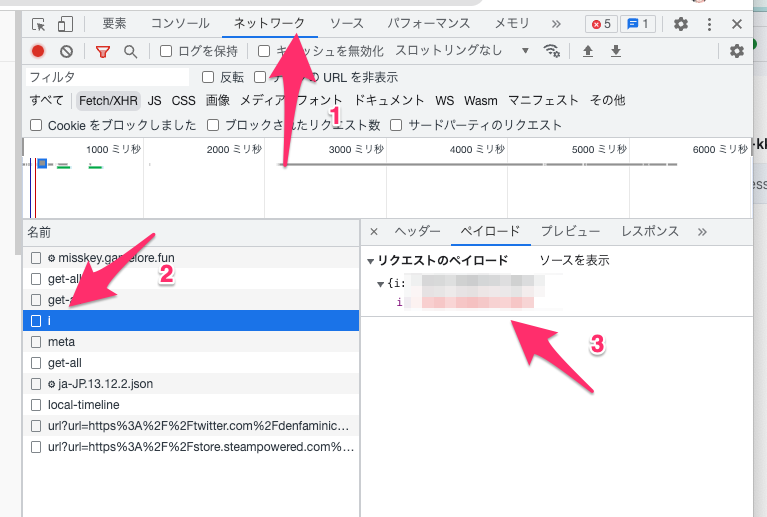 要素 コンソール ネットワーク ソース パフォーマンス メモリ » 5 1
ログを保持 キャッシュを無効化 スロットリングなし
フィルタ 反転 の URL を非表示
すべて Fetch/XHR JS CSS 画像 メディア フォント ドキュメント WS Wasm マニフェスト その他
Cookie をブロックしました ブロックされたリクエスト数 サードパーティのリクエスト
1
1000 ミリ秒 2000 ミリ秒 3000 ミリ秒 4000 ミリ秒 5000 ミリ秒 6000 ミリ秒
名前
misskey.gamelore.fun
get-all
2
i
meta
get-all
ja-JP.13.12.2.json
local-timeline
url?url=https%3A%2F%2Ftwitter.com%2Fdenfaminic…
url?url=https%3A%2F%2Fstore.steampowered.com%…
× ヘッダー ペイロード プレビュー レスポンス »
▼リクエストのペイロード ソースを表示
▼{i:
i
3